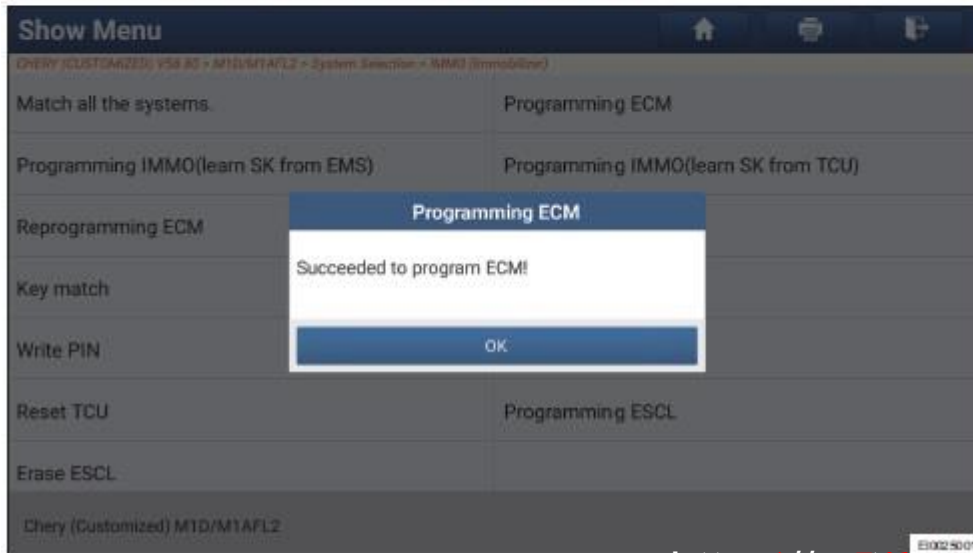 Show Menu
CHERY (CUSTOMIZED) V56.80 > M1D/M1AFL2 > System Selection > IMMO (Immobilizer)
Match all the systems.
Programming ECM
Programming IMMO(learn SK from EMS)
Programming IMMO(learn SK from TCU)
Reprogramming ECM
Programming ECM
Succeeded to program ECM!
OK
Key match
Write PIN
Reset TCU
Programming ESCL
Erase ESCL
Chery (Customized) M1D/M1AFL2